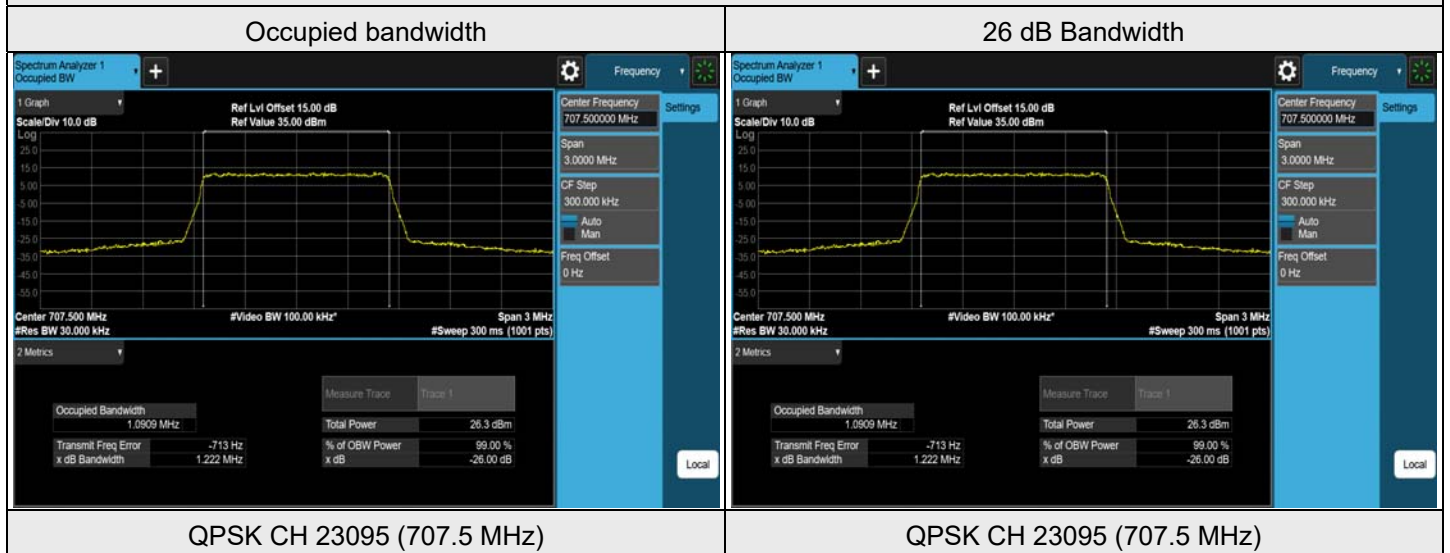 Occupied bandwidth
26 dB Bandwidth
Spectrum Analyzer 1
Occupied BW
+
Frequency
1 Graph
Scale/Div 10.0 dB
Ref Lvl Offset 15.00 dB
Ref Value 35.00 dBm
Log
25.0
15.0
5.00
-5.00
-15.0
-25.0
-35.0
-45.0
-55.0
Center 707.500 MHz
#Video BW 100.00 kHz*
Span 3 MHz
#Res BW 30.000 kHz
#Sweep 300 ms (1001 pts)
Center Frequency
707.500000 MHz
Settings
Span
3.0000 MHz
CF Step
300.000 kHz
Auto
Man
Freq Offset
0 Hz
2 Metrics
Measure Trace
Trace 1
Occupied Bandwidth
1.0909 MHz
Total Power
26.3 dBm
Transmit Freq Error
-713 Hz
% of OBW Power
99.00 %
x dB Bandwidth
1.222 MHz
x dB
-26.00 dB
Local
Spectrum Analyzer 1
Occupied BW
+
Frequency
1 Graph
Scale/Div 10.0 dB
Ref Lvl Offset 15.00 dB
Ref Value 35.00 dBm
Log
25.0
15.0
5.00
-5.00
-15.0
-25.0
-35.0
-45.0
-55.0
Center 707.500 MHz
#Video BW 100.00 kHz*
Span 3 MHz
#Res BW 30.000 kHz
#Sweep 300 ms (1001 pts)
Center Frequency
707.500000 MHz
Settings
Span
3.0000 MHz
CF Step
300.000 kHz
Auto
Man
Freq Offset
0 Hz
2 Metrics
Measure Trace
Trace 1
Occupied Bandwidth
1.0909 MHz
Total Power
26.3 dBm
Transmit Freq Error
-713 Hz
% of OBW Power
99.00 %
x dB Bandwidth
1.222 MHz
x dB
-26.00 dB
Local
QPSK CH 23095 (707.5 MHz)
QPSK CH 23095 (707.5 MHz)